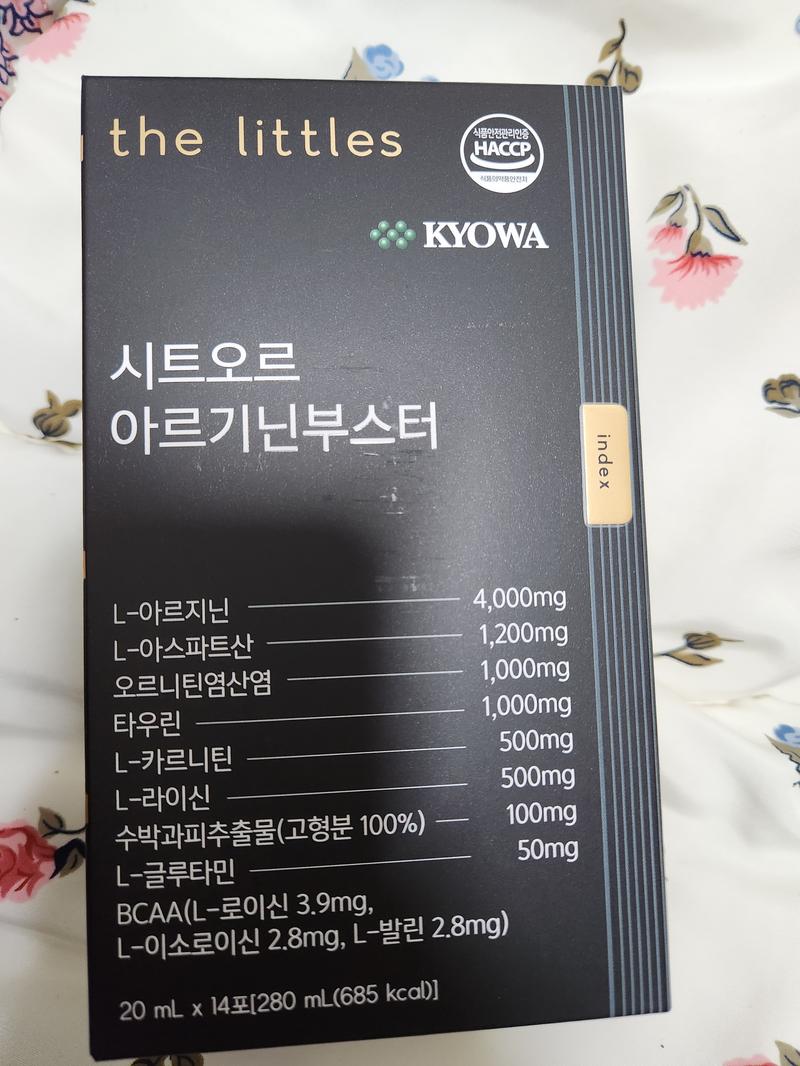 the littles
식품안전관리인증
HACCP
식품의약품안전처
KYOWA
시트오르
아르기닌부스터
index
L-아르지닌 4,000mg
L-아스파트산 1,200mg
오르니틴염산염 1,000mg
타우린 1,000mg
L-카르니틴 500mg
L-라이신 500mg
수박과피추출물(고형분 100%) 100mg
L-글루타민 50mg
BCAA(L-로이신 3.9mg,
L-이소로이신 2.8mg, L-발린 2.8mg)
20 mL x 14포[280 mL(685 kcal)]